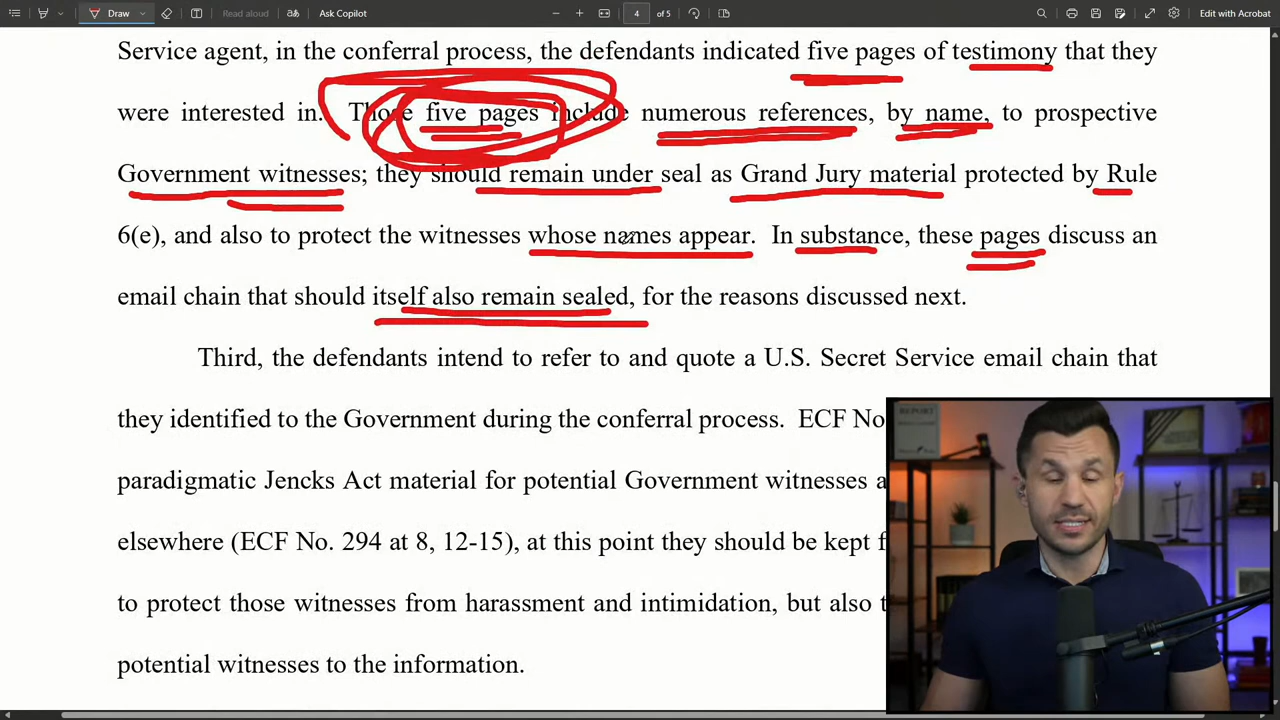 Draw
Read aloud
Ask Copilot
4 of 5
Edit with Acrobat
Service agent, in the conferral process, the defendants indicated five pages of testimony that they
were interested in. Those five pages include numerous references, by name, to prospective
Government witnesses; they should remain under seal as Grand Jury material protected by Rule
6(e), and also to protect the witnesses whose names appear. In substance, these pages discuss an
email chain that should itself also remain sealed, for the reasons discussed next.
Third, the defendants intend to refer to and quote a U.S. Secret Service email chain that
they identified to the Government during the conferral process. ECF No
paradigmatic Jencks Act material for potential Government witnesses a
elsewhere (ECF No. 294 at 8, 12-15), at this point they should be kept f
to protect those witnesses from harassment and intimidation, but also t
potential witnesses to the information.
REPORT